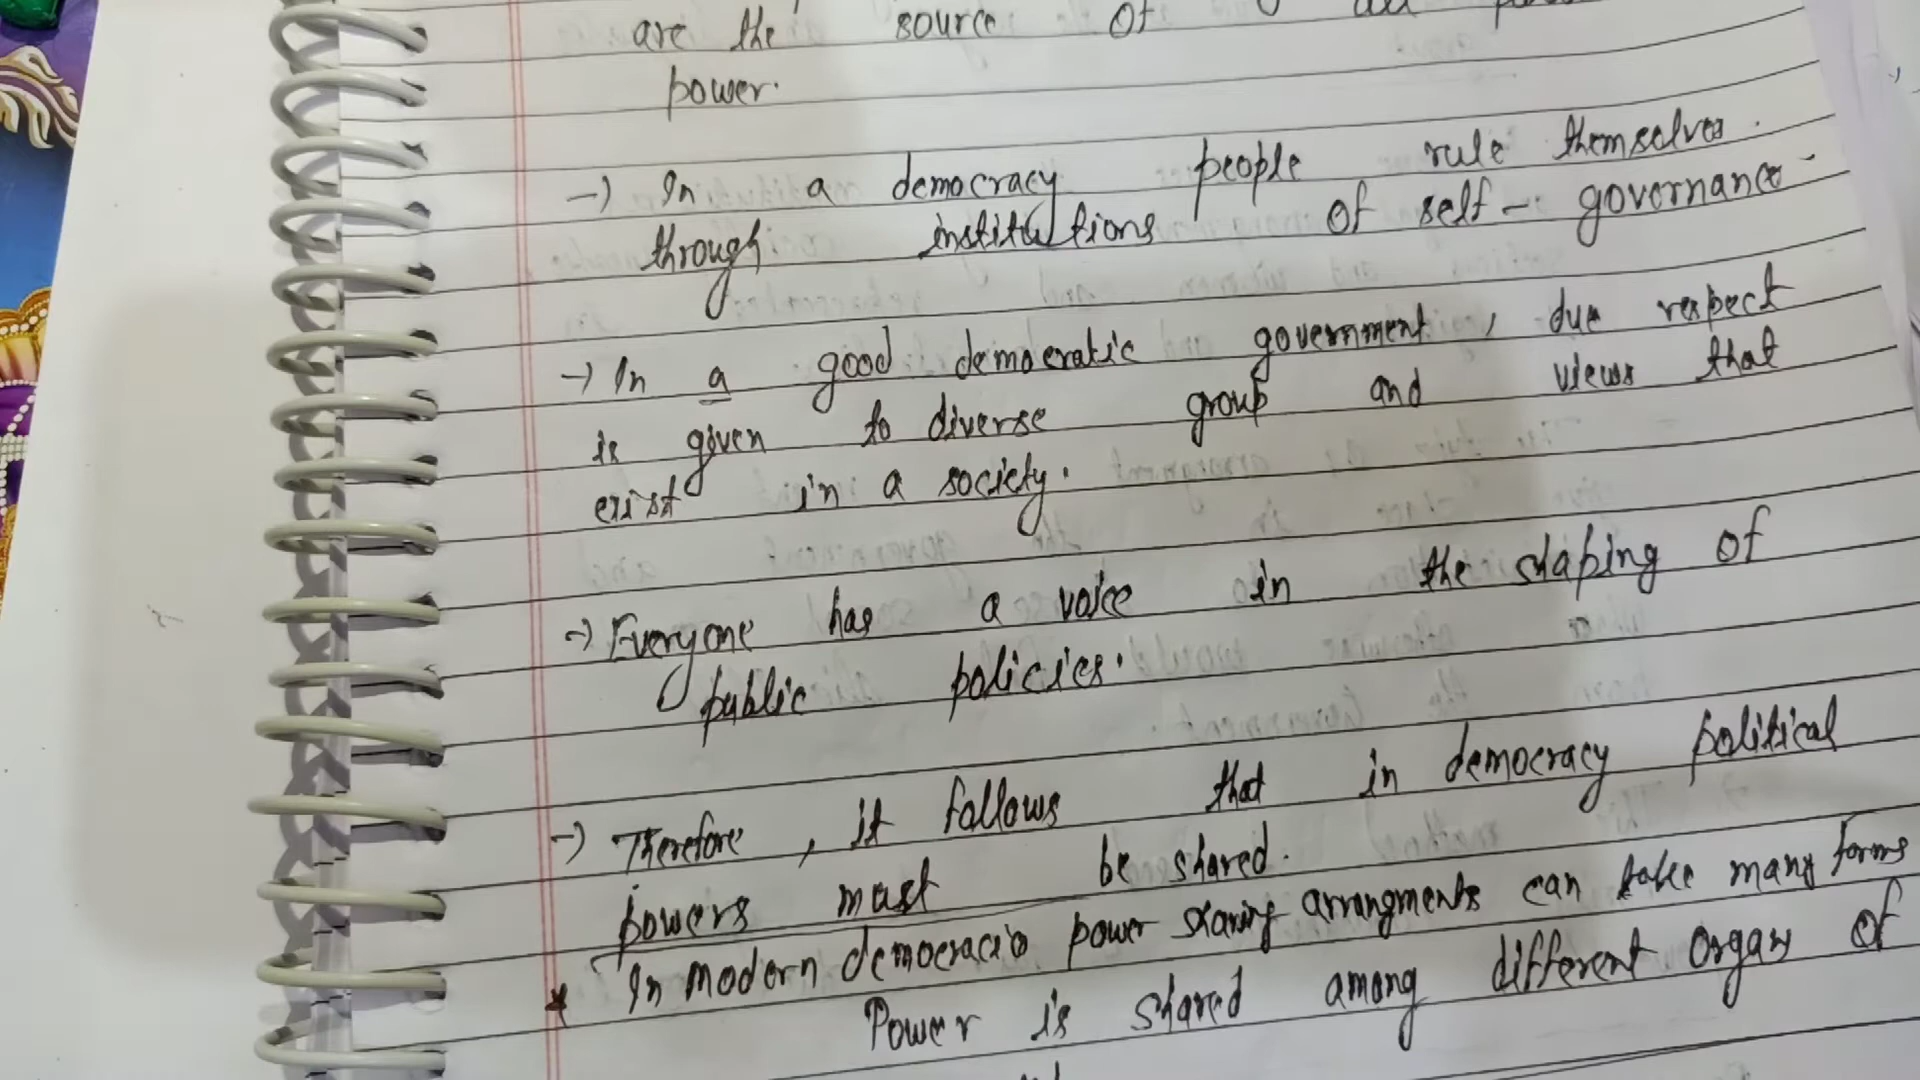 are the source of all
power.
→ In a democracy people rule themselves.
through institutions of self-governance.
→ In a good democratic government, due respect
is given to diverse group and views that
exist in a society.
→ Everyone has a voice in the shaping of
public policies.
→ Therefore, it follows that in democracy political
powers must be shared.
* In modern democracies power sharing arrangments can take many forms
Power is shared among different organs of